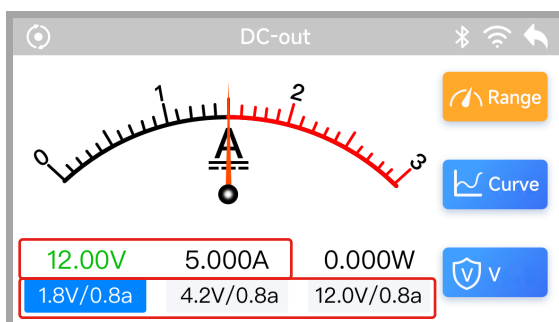 DC-out
0 1 2 3
A
Range
Curve
12.00V 5.000A 0.000W
V V
1.8V/0.8a 4.2V/0.8a 12.0V/0.8a